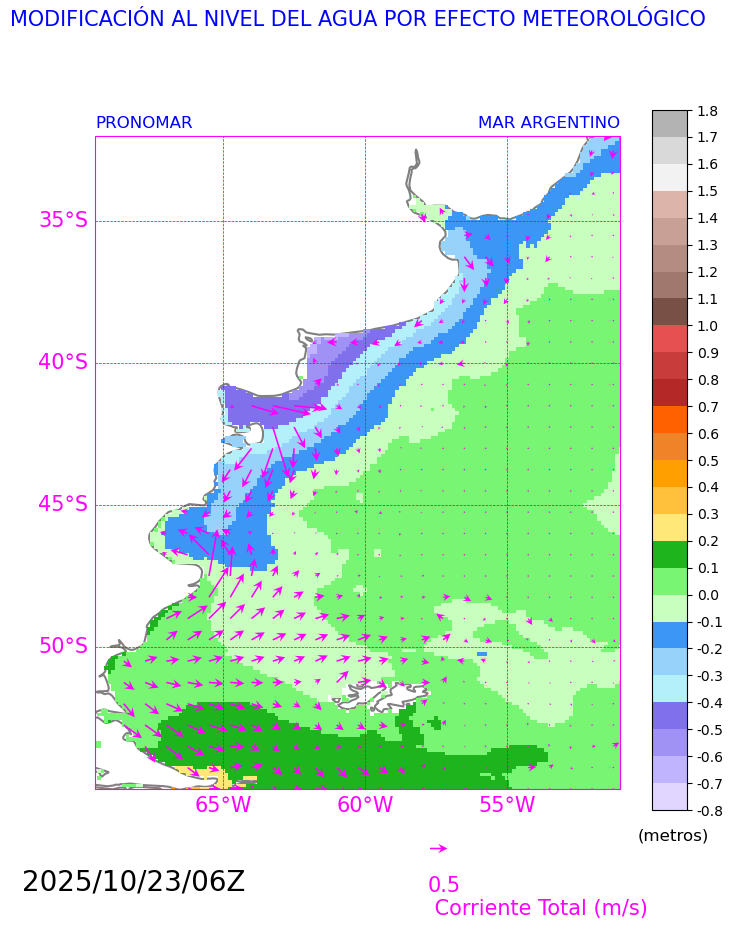 MODIFICACIÓN AL NIVEL DEL AGUA POR EFECTO METEOROLÓGICO
PRONOMAR MAR ARGENTINO
35°S
40°S
45°S
50°S
65°W 60°W 55°W
1.8
1.7
1.6
1.5
1.4
1.3
1.2
1.1
1.0
0.9
0.8
0.7
0.6
0.5
0.4
0.3
0.2
0.1
0.0
-0.1
-0.2
-0.3
-0.4
-0.5
-0.6
-0.7
-0.8
(metros)
2025/10/23/06Z
0.5
Corriente Total (m/s)